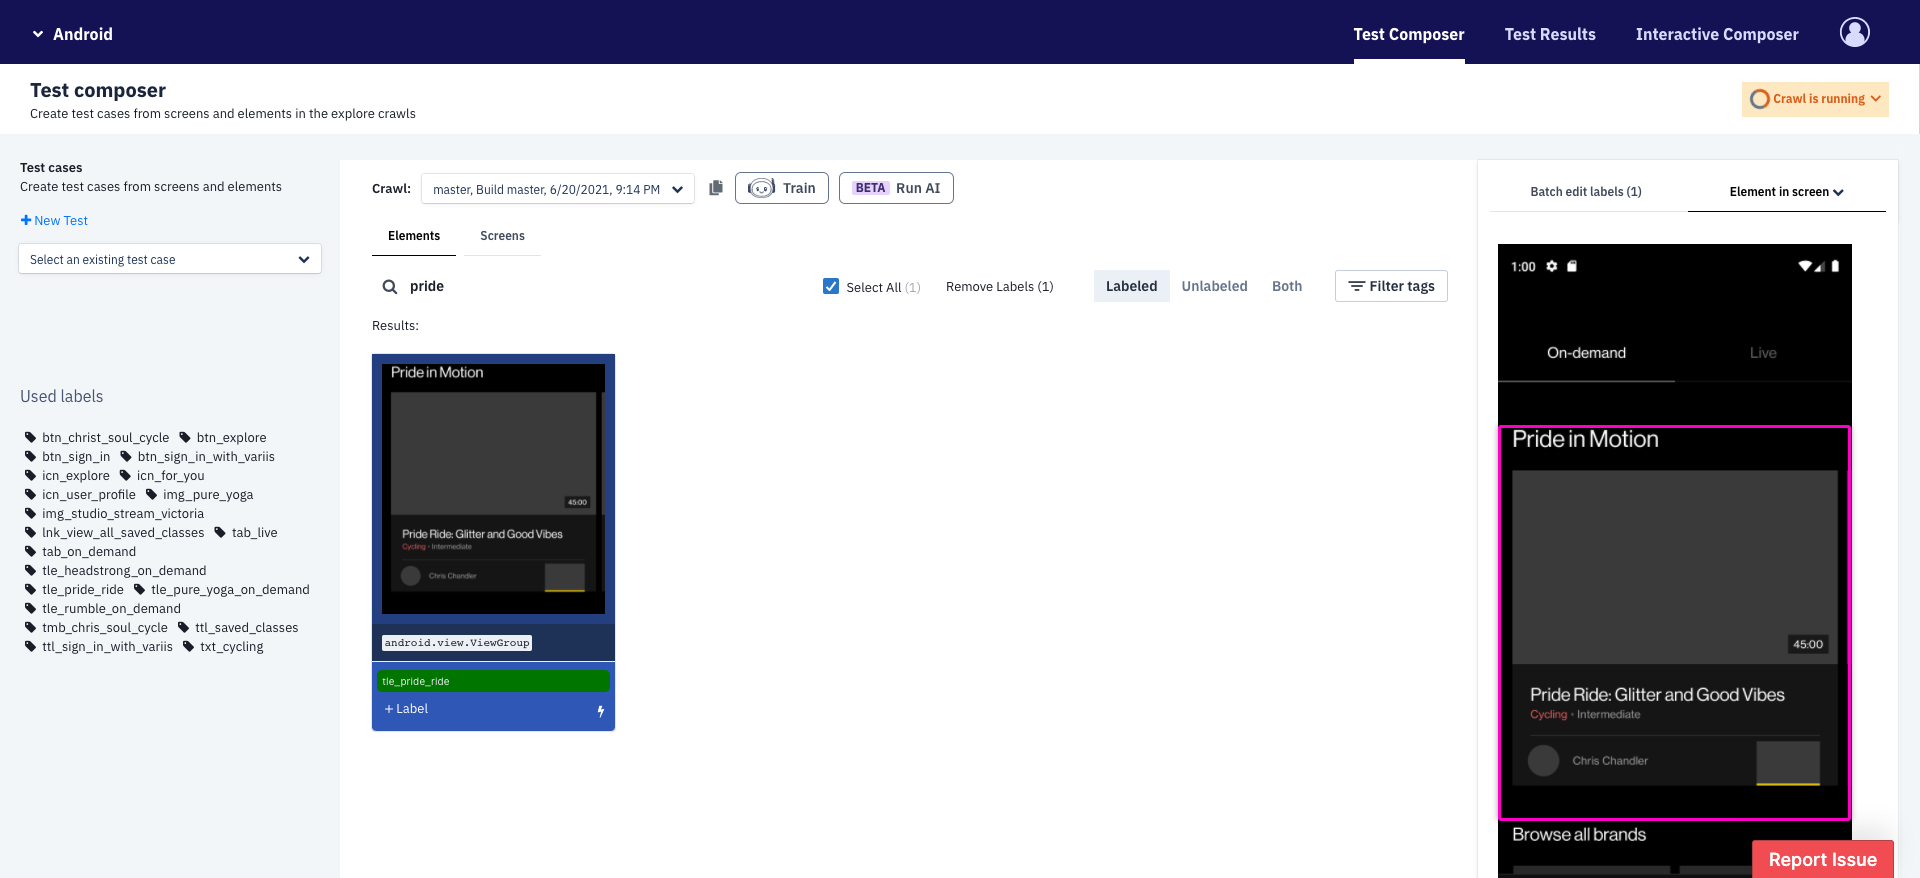 Android
Test Composer
Test Results
Interactive Composer
Test composer
Create test cases from screens and elements in the explore crawls
Crawl is running
Test cases
Create test cases from screens and elements
New Test
Select an existing test case
Used labels
btn_christ_soul_cycle btn_explore
btn_sign_in btn_sign_in_with_variis
icn_explore icn_for_you
icn_user_profile img_pure_yoga
img_studio_stream_victoria
lnk_view_all_saved_classes tab_live
tab_on_demand
tle_headstrong_on_demand
tle_pride_ride tle_pure_yoga_on_demand
tle_rumble_on_demand
tmb_chris_soul_cycle ttl_saved_classes
ttl_sign_in_with_variis txt_cycling
Crawl: master, Build master, 6/20/2021, 9:14 PM Train BETA Run AI
Elements Screens
pride
Select All (1) Remove Labels (1) Labeled Unlabeled Both Filter tags
Results:
Pride in Motion
45:00
Pride Ride: Glitter and Good Vibes
Cycling • Intermediate
Chris Chandler
android.view.ViewGroup
tle_pride_ride
+ Label
Batch edit labels (1) Element in screen
1:00
On-demand Live
Pride in Motion
45:00
Pride Ride: Glitter and Good Vibes
Cycling • Intermediate
Chris Chandler
Browse all brands
Report Issue